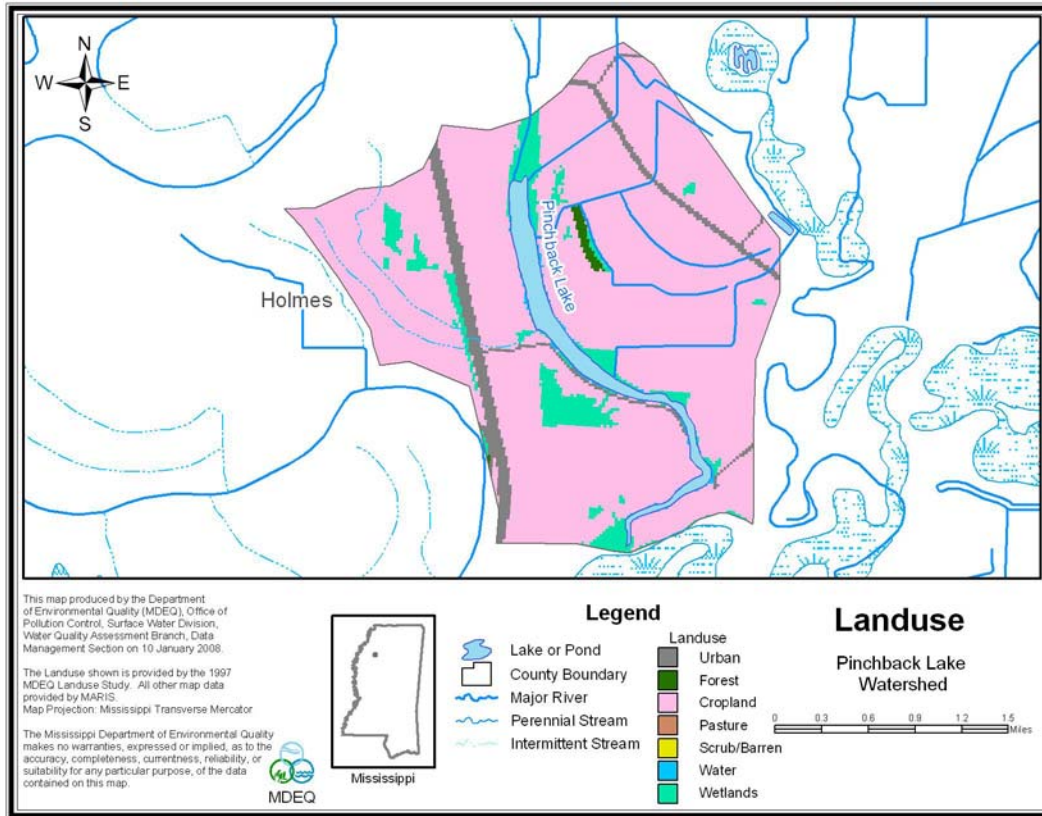 N
W E
S
Pinchback Lake
Holmes
This map produced by the Department
of Environmental Quality (MDEQ), Office of
Pollution Control, Surface Water Division,
Water Quality Assessment Branch, Data
Management Section on 10 January 2008.
The Landuse shown is provided by the 1997
MDEQ Landuse Study. All other map data
provided by MARIS.
Map Projection: Mississippi Transverse Mercator
The Mississippi Department of Environmental Quality
makes no warranties, expressed or implied, as to the
accuracy, completeness, currentness, reliability, or
suitability for any particular purpose, of the data
contained on this map.
MDEQ
Mississippi
Legend
Lake or Pond
County Boundary
Major River
Perennial Stream
Intermittent Stream
Landuse
Urban
Forest
Cropland
Pasture
Scrub/Barren
Water
Wetlands
Landuse
Pinchback Lake
Watershed
0 0.3 0.6 0.9 1.2 1.5
Miles